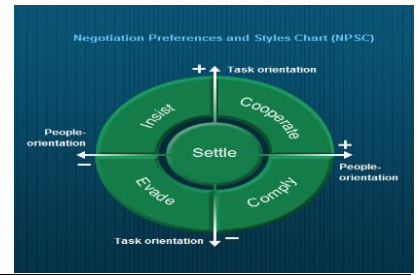 Negotiation Preferences and Styles Chart (NPSC)
+
Task orientation
Insist
Cooperate
People-
orientation
−
Settle
+
People-
orientation
Evade
Comply
Task orientation
−